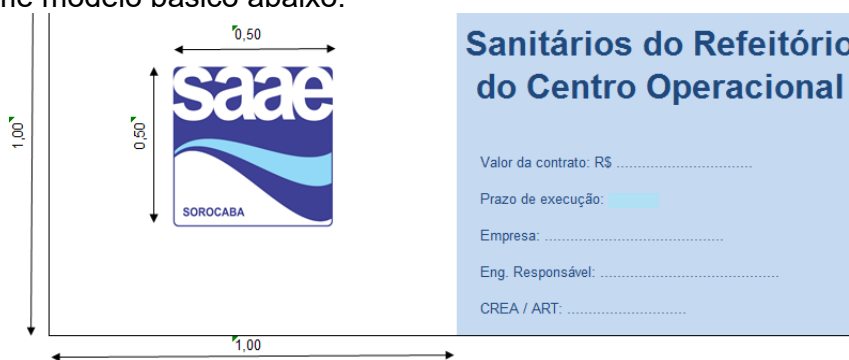 me modelo básico abaixo.
0,50
Sanitários do Refeitório
do Centro Operacional
saae
1,00
0,50
Valor da contrato: R$ ................................
Prazo de execução:
SOROCABA
Empresa: ..........................................
Eng. Responsável: ..........................................
CREA / ART: ............................
1,00